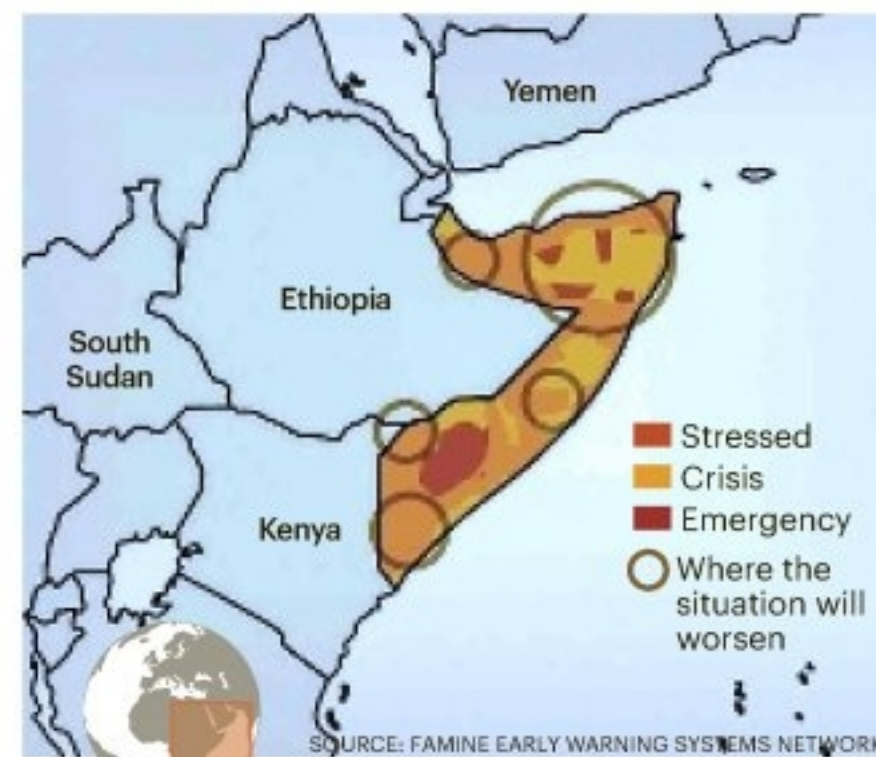 Yemen
Ethiopia
South
Sudan
Kenya
Stressed
Crisis
Emergency
Where the
situation will
worsen
SOURCE: FAMINE EARLY WARNING SYSTEMS NETWORK